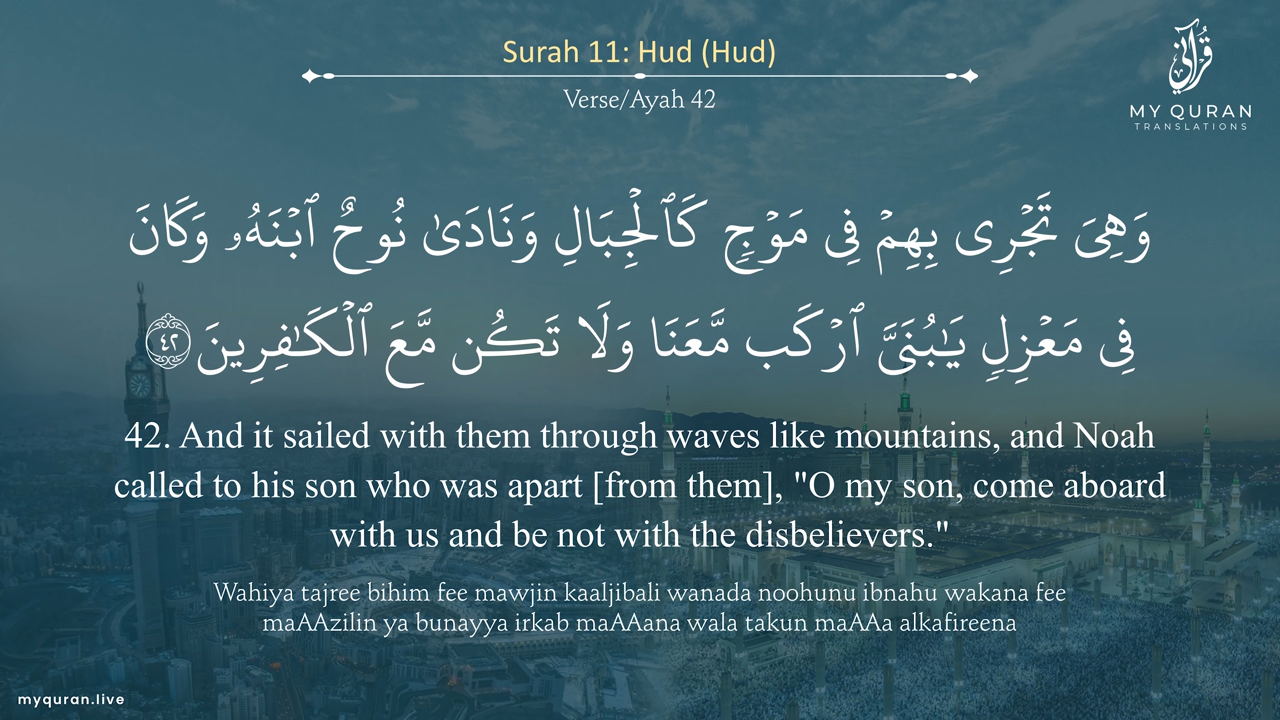 Surah 11: Hud (Hud)
Verse/Ayah 42
قرآني
MY QURAN
TRANSLATIONS
وَهِىَ تَجْرِى بِهِمْ فِى مَوْجٍ كَٱلْجِبَالِ وَنَادَىٰ نُوحٌ ٱبْنَهُۥ وَكَانَ
فِى مَعْزِلٍ يَـٰبُنَىَّ ٱرْكَب مَّعَنَا وَلَا تَكُن مَّعَ ٱلْكَـٰفِرِينَ ٤٢
42. And it sailed with them through waves like mountains, and Noah
called to his son who was apart [from them], "O my son, come aboard
with us and be not with the disbelievers."
Wahiya tajree bihim fee mawjin kaaljibali wanada noohunu ibnahu wakana fee
maAAzilin ya bunayya irkab maAAana wala takun maAAa alkafireena
myquran.live